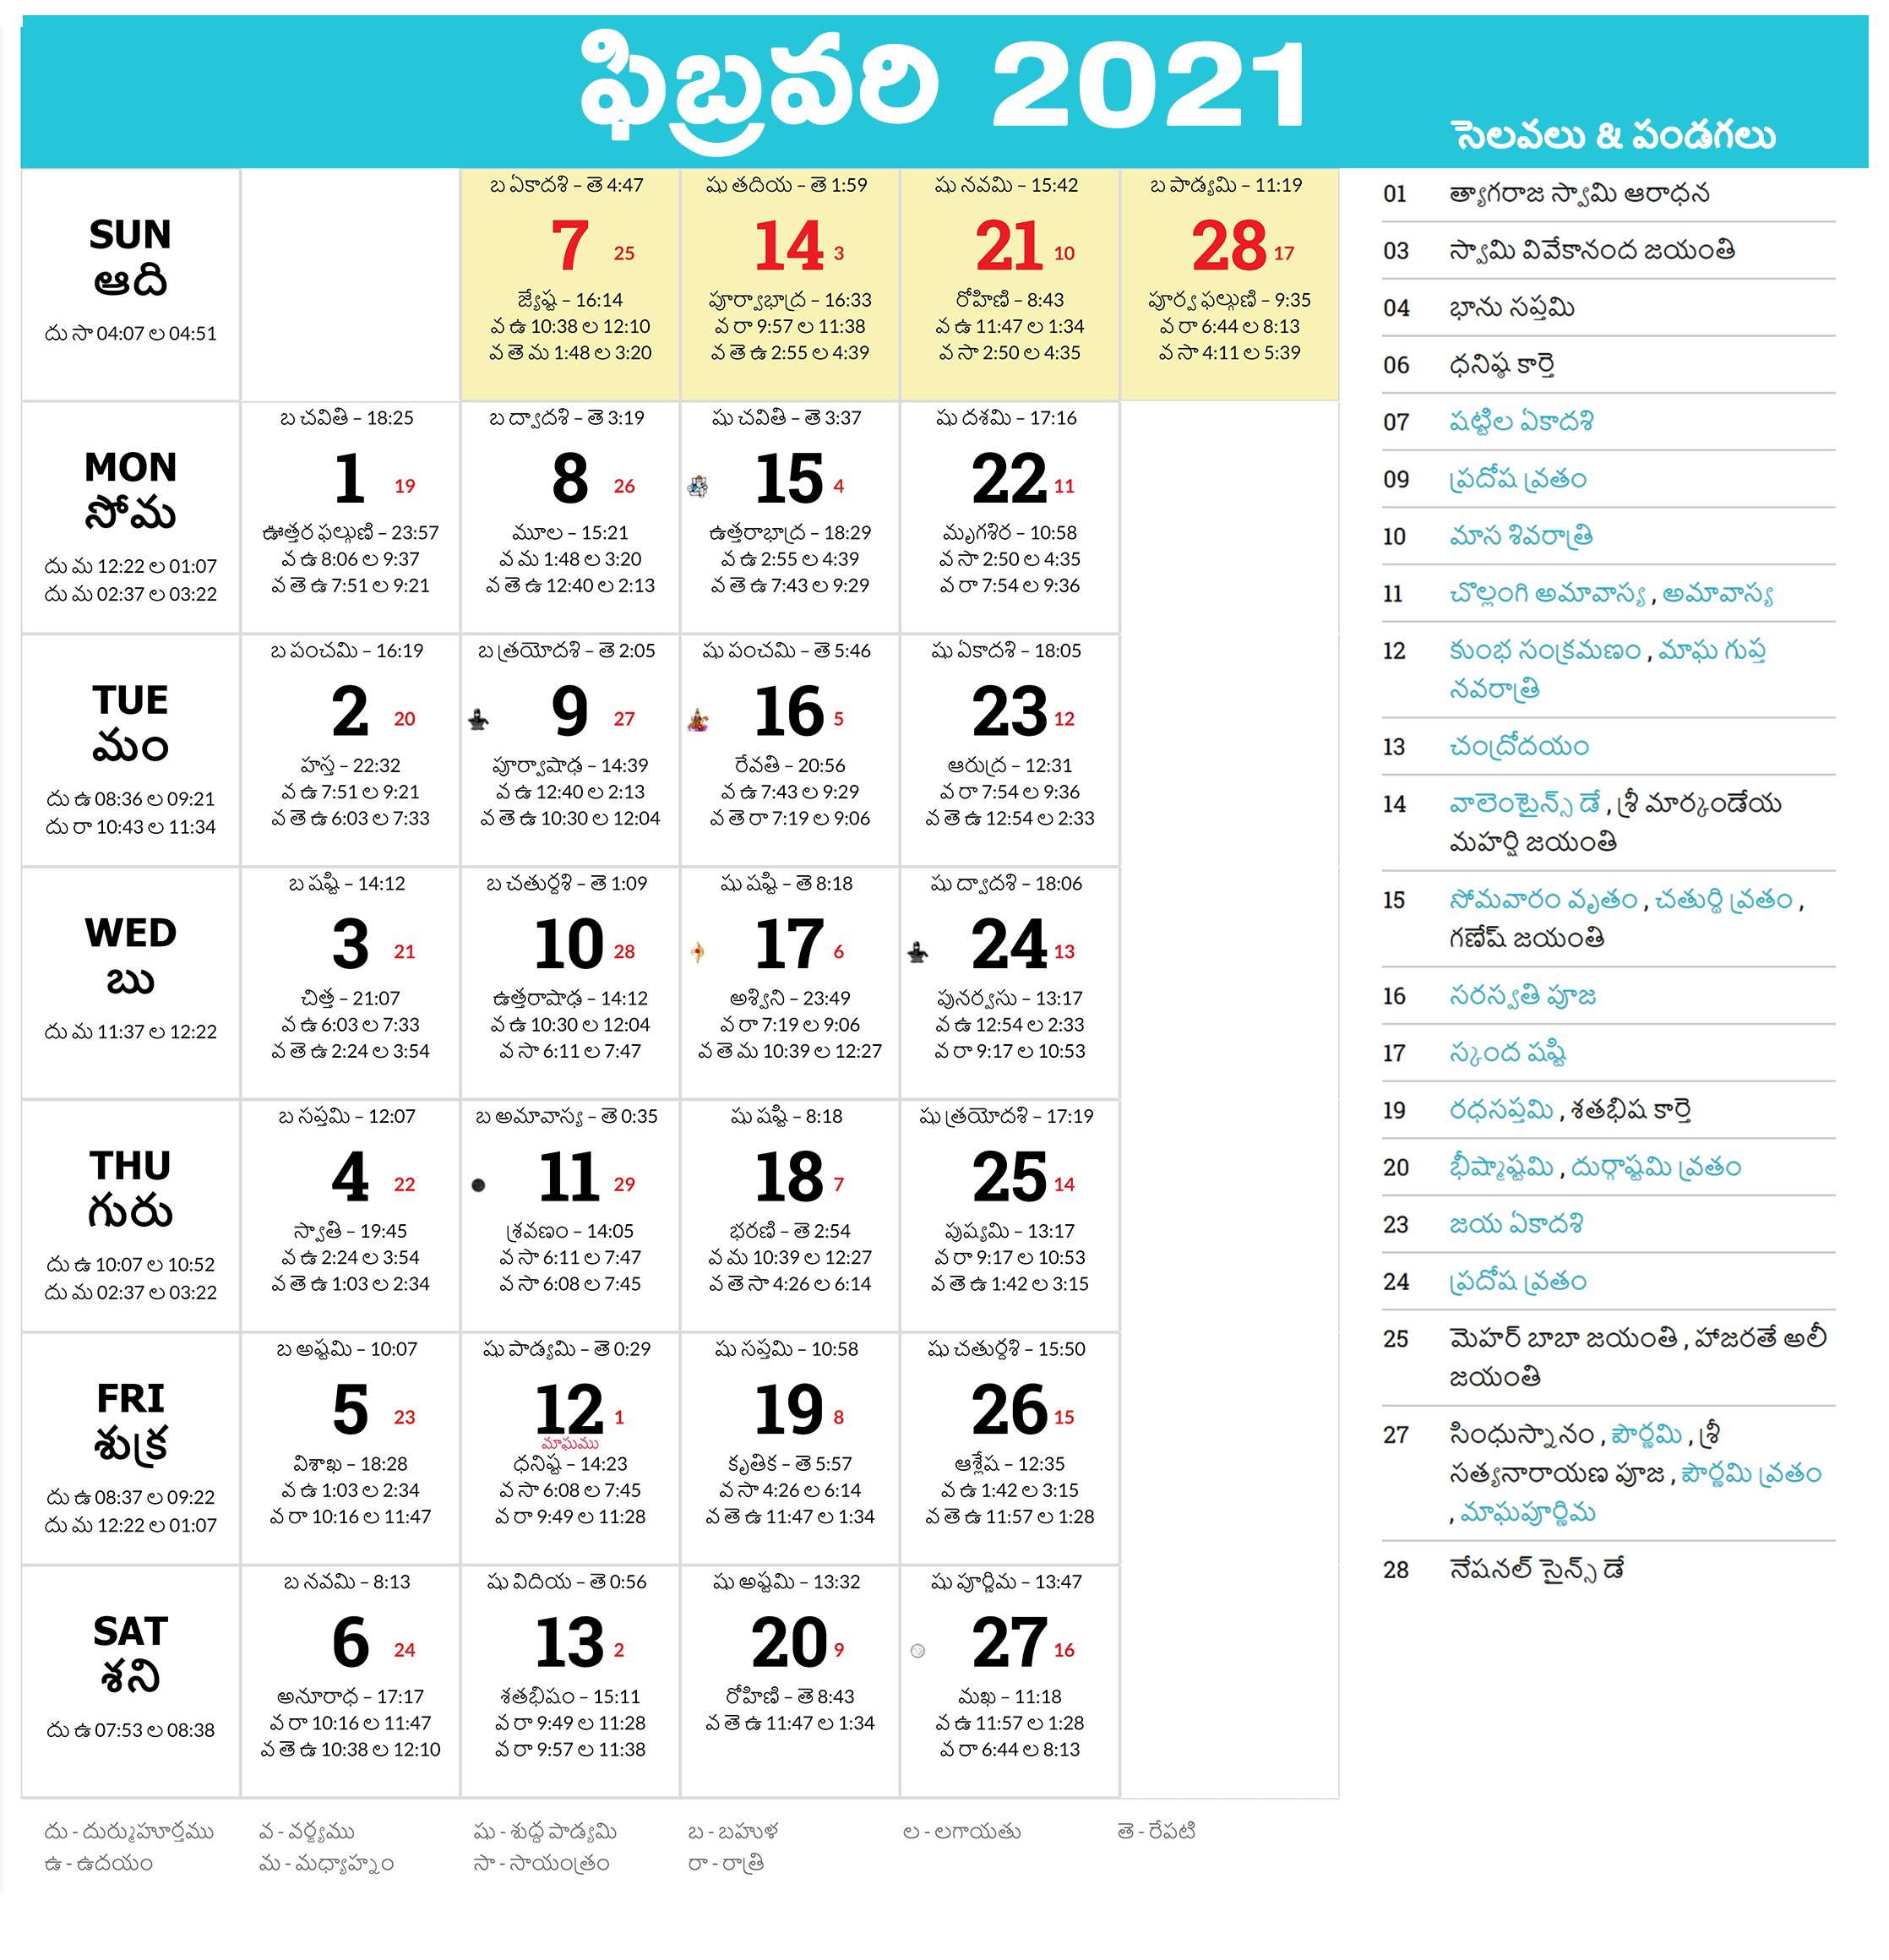 ఫిబ్రవరి 2021
సెలవలు & పండగలు
SUN
ఆది
దు సా 04:07 ల 04:51
బ ఏకాదశి – తె 4:47
7 25
జ్యేష్ట – 16:14
వ ఉ 10:38 ల 12:10
వ తె మ 1:48 ల 3:20
షు తదియ – తె 1:59
14 3
పూర్వాభాద్ర – 16:33
వ రా 9:57 ల 11:38
వ తె ఉ 2:55 ల 4:39
షు నవమి – 15:42
21 10
రోహిణి – 8:43
వ ఉ 11:47 ల 1:34
వ సా 2:50 ల 4:35
బ పాడ్యమి – 11:19
28 17
పూర్వ ఫల్గుణి – 9:35
వ రా 6:44 ల 8:13
వ సా 4:11 ల 5:39
MON
సోమ
దు మ 12:22 ల 01:07
దు మ 02:37 ల 03:22
బ చవితి – 18:25
1 19
ఊత్తర ఫల్గుణి – 23:57
వ ఉ 8:06 ల 9:37
వ తె ఉ 7:51 ల 9:21
బ ద్వాదశి – తె 3:19
8 26
మూల – 15:21
వ మ 1:48 ల 3:20
వ తె ఉ 12:40 ల 2:13
షు చవితి – తె 3:37
15 4
ఉత్తరాభాద్ర – 18:29
వ ఉ 2:55 ల 4:39
వ తె ఉ 7:43 ల 9:29
షు దశమి – 17:16
22 11
మృగశిర – 10:58
వ సా 2:50 ల 4:35
వ రా 7:54 ల 9:36
TUE
మం
దు ఉ 08:36 ల 09:21
దు రా 10:43 ల 11:34
బ పంచమి – 16:19
2 20
హస్త – 22:32
వ ఉ 7:51 ల 9:21
వ తె ఉ 6:03 ల 7:33
బ త్రయోదశి – తె 2:05
9 27
పూర్వాషాఢ – 14:39
వ ఉ 12:40 ల 2:13
వ తె ఉ 10:30 ల 12:04
షు పంచమి – తె 5:46
16 5
రేవతి – 20:56
వ ఉ 7:43 ల 9:29
వ తె రా 7:19 ల 9:06
షు ఏకాదశి – 18:05
23 12
ఆరుద్ర – 12:31
వ రా 7:54 ల 9:36
వ తె ఉ 12:54 ల 2:33
WED
బు
దు మ 11:37 ల 12:22
బ షష్టి – 14:12
3 21
చిత్త – 21:07
వ ఉ 6:03 ల 7:33
వ తె ఉ 2:24 ల 3:54
బ చతుర్దశి – తె 1:09
10 28
ఉత్తరాషాఢ – 14:12
వ ఉ 10:30 ల 12:04
వ సా 6:11 ల 7:47
షు షష్టి – తె 8:18
17 6
అశ్విని – 23:49
వ రా 7:19 ల 9:06
వ తె మ 10:39 ల 12:27
షు ద్వాదశి – 18:06
24 13
పునర్వసు – 13:17
వ ఉ 12:54 ల 2:33
వ రా 9:17 ల 10:53
THU
గురు
దు ఉ 10:07 ల 10:52
దు మ 02:37 ల 03:22
బ సప్తమి – 12:07
4 22
స్వాతి – 19:45
వ ఉ 2:24 ల 3:54
వ తె ఉ 1:03 ల 2:34
బ అమావాస్య – తె 0:35
11 29
శ్రవణం – 14:05
వ సా 6:11 ల 7:47
వ సా 6:08 ల 7:45
షు షష్టి – 8:18
18 7
భరణి – తె 2:54
వ మ 10:39 ల 12:27
వ తె సా 4:26 ల 6:14
షు త్రయోదశి – 17:19
25 14
పుష్యమి – 13:17
వ రా 9:17 ల 10:53
వ తె ఉ 1:42 ల 3:15
FRI
శుక్ర
దు ఉ 08:37 ల 09:22
దు మ 12:22 ల 01:07
బ అష్టమి – 10:07
5 23
విశాఖ – 18:28
వ ఉ 1:03 ల 2:34
వ రా 10:16 ల 11:47
షు పాడ్యమి – తె 0:29
12 1
మాఘము
ధనిష్ట – 14:23
వ సా 6:08 ల 7:45
వ రా 9:49 ల 11:28
షు సప్తమి – 10:58
19 8
కృతిక – తె 5:57
వ సా 4:26 ల 6:14
వ తె ఉ 11:47 ల 1:34
షు చతుర్దశి – 15:50
26 15
ఆశ్లేష – 12:35
వ ఉ 1:42 ల 3:15
వ తె ఉ 11:57 ల 1:28
SAT
శని
దు ఉ 07:53 ల 08:38
బ నవమి – 8:13
6 24
అనూరాధ – 17:17
వ రా 10:16 ల 11:47
వ తె ఉ 10:38 ల 12:10
షు విదియ – తె 0:56
13 2
శతభిషం – 15:11
వ రా 9:49 ల 11:28
వ రా 9:57 ల 11:38
షు అష్టమి – 13:32
20 9
రోహిణి – తె 8:43
వ తె ఉ 11:47 ల 1:34
షు పూర్ణిమ – 13:47
27 16
మఖ – 11:18
వ ఉ 11:57 ల 1:28
వ రా 6:44 ల 8:13
01 త్యాగరాజ స్వామి ఆరాధన
03 స్వామి వివేకానంద జయంతి
04 భాను సప్తమి
06 ధనిష్ఠ కార్తె
07 షట్టిల ఏకాదశి
09 ప్రదోష వ్రతం
10 మాస శివరాత్రి
11 చొల్లంగి అమావాస్య , అమావాస్య
12 కుంభ సంక్రమణం , మాఘ గుప్త
నవరాత్రి
13 చంద్రోదయం
14 వాలెంటైన్స్ డే , శ్రీ మార్కండేయ
మహర్షి జయంతి
15 సోమవారం వృతం , చతుర్థి వ్రతం ,
గణేష్ జయంతి
16 సరస్వతి పూజ
17 స్కంద షష్టి
19 రధసప్తమి , శతభిష కార్తె
20 భీష్మాష్టమి , దుర్గాష్టమి వ్రతం
23 జయ ఏకాదశి
24 ప్రదోష వ్రతం
25 మెహర్ బాబా జయంతి , హాజరతే అలీ
జయంతి
27 సింధుస్నానం , పౌర్ణమి , శ్రీ
సత్యనారాయణ పూజ , పౌర్ణమి వ్రతం
, మాఘపూర్ణిమ
28 నేషనల్ సైన్స్ డే
దు - దుర్ముహూర్తము వ - వర్జ్యము షు - శుద్ద పాడ్యమి బ - బహుళ ల - లగాయతు తె - రేపటి
ఉ - ఉదయం మ - మధ్యాహ్నం సా - సాయంత్రం రా - రాత్రి